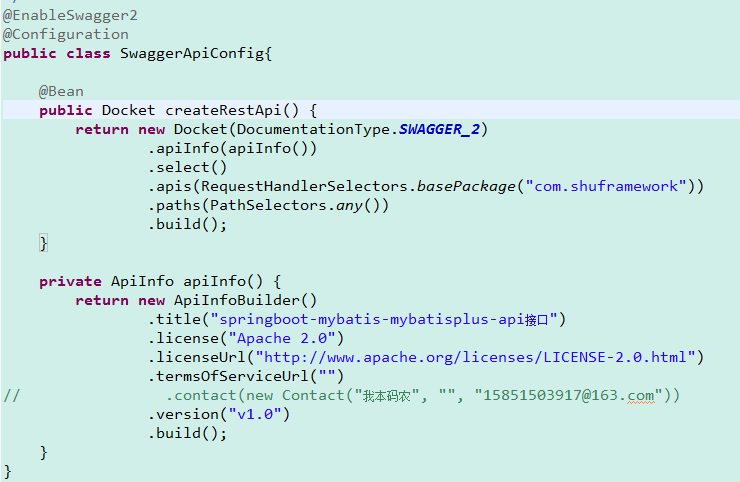 @EnableSwagger2
@Configuration
public class SwaggerApiConfig{
@Bean
public Docket createRestApi() {
return new Docket(DocumentationType.SWAGGER_2)
.apiInfo(apiInfo())
.select()
.apis(RequestHandlerSelectors.basePackage("com.shuframework"))
.paths(PathSelectors.any())
.build();
}
private ApiInfo apiInfo() {
return new ApiInfoBuilder()
.title("springboot-mybatis-mybatisplus-api接口")
.license("Apache 2.0")
.licenseUrl("http://www.apache.org/licenses/LICENSE-2.0.html")
.termsOfServiceUrl("")
// .contact(new Contact("我本码农", "", "15851503917@163.com"))
.version("v1.0")
.build();
}
}